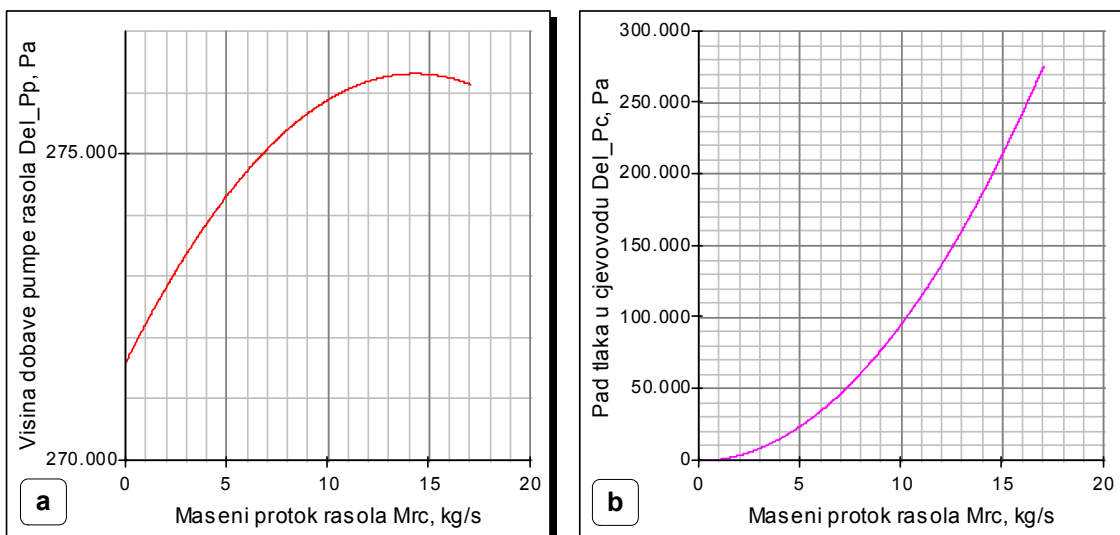 Visina dobave pumpe rasola Del_Pp, Pa
275.000
270.000
0 5 10 15 20
Maseni protok rasola Mrc, kg/s
a
Pad tlaka u cjevovodu Del_Pc, Pa
300.000
250.000
200.000
150.000
100.000
50.000
0
0 5 10 15 20
Maseni protok rasola Mrc, kg/s
b